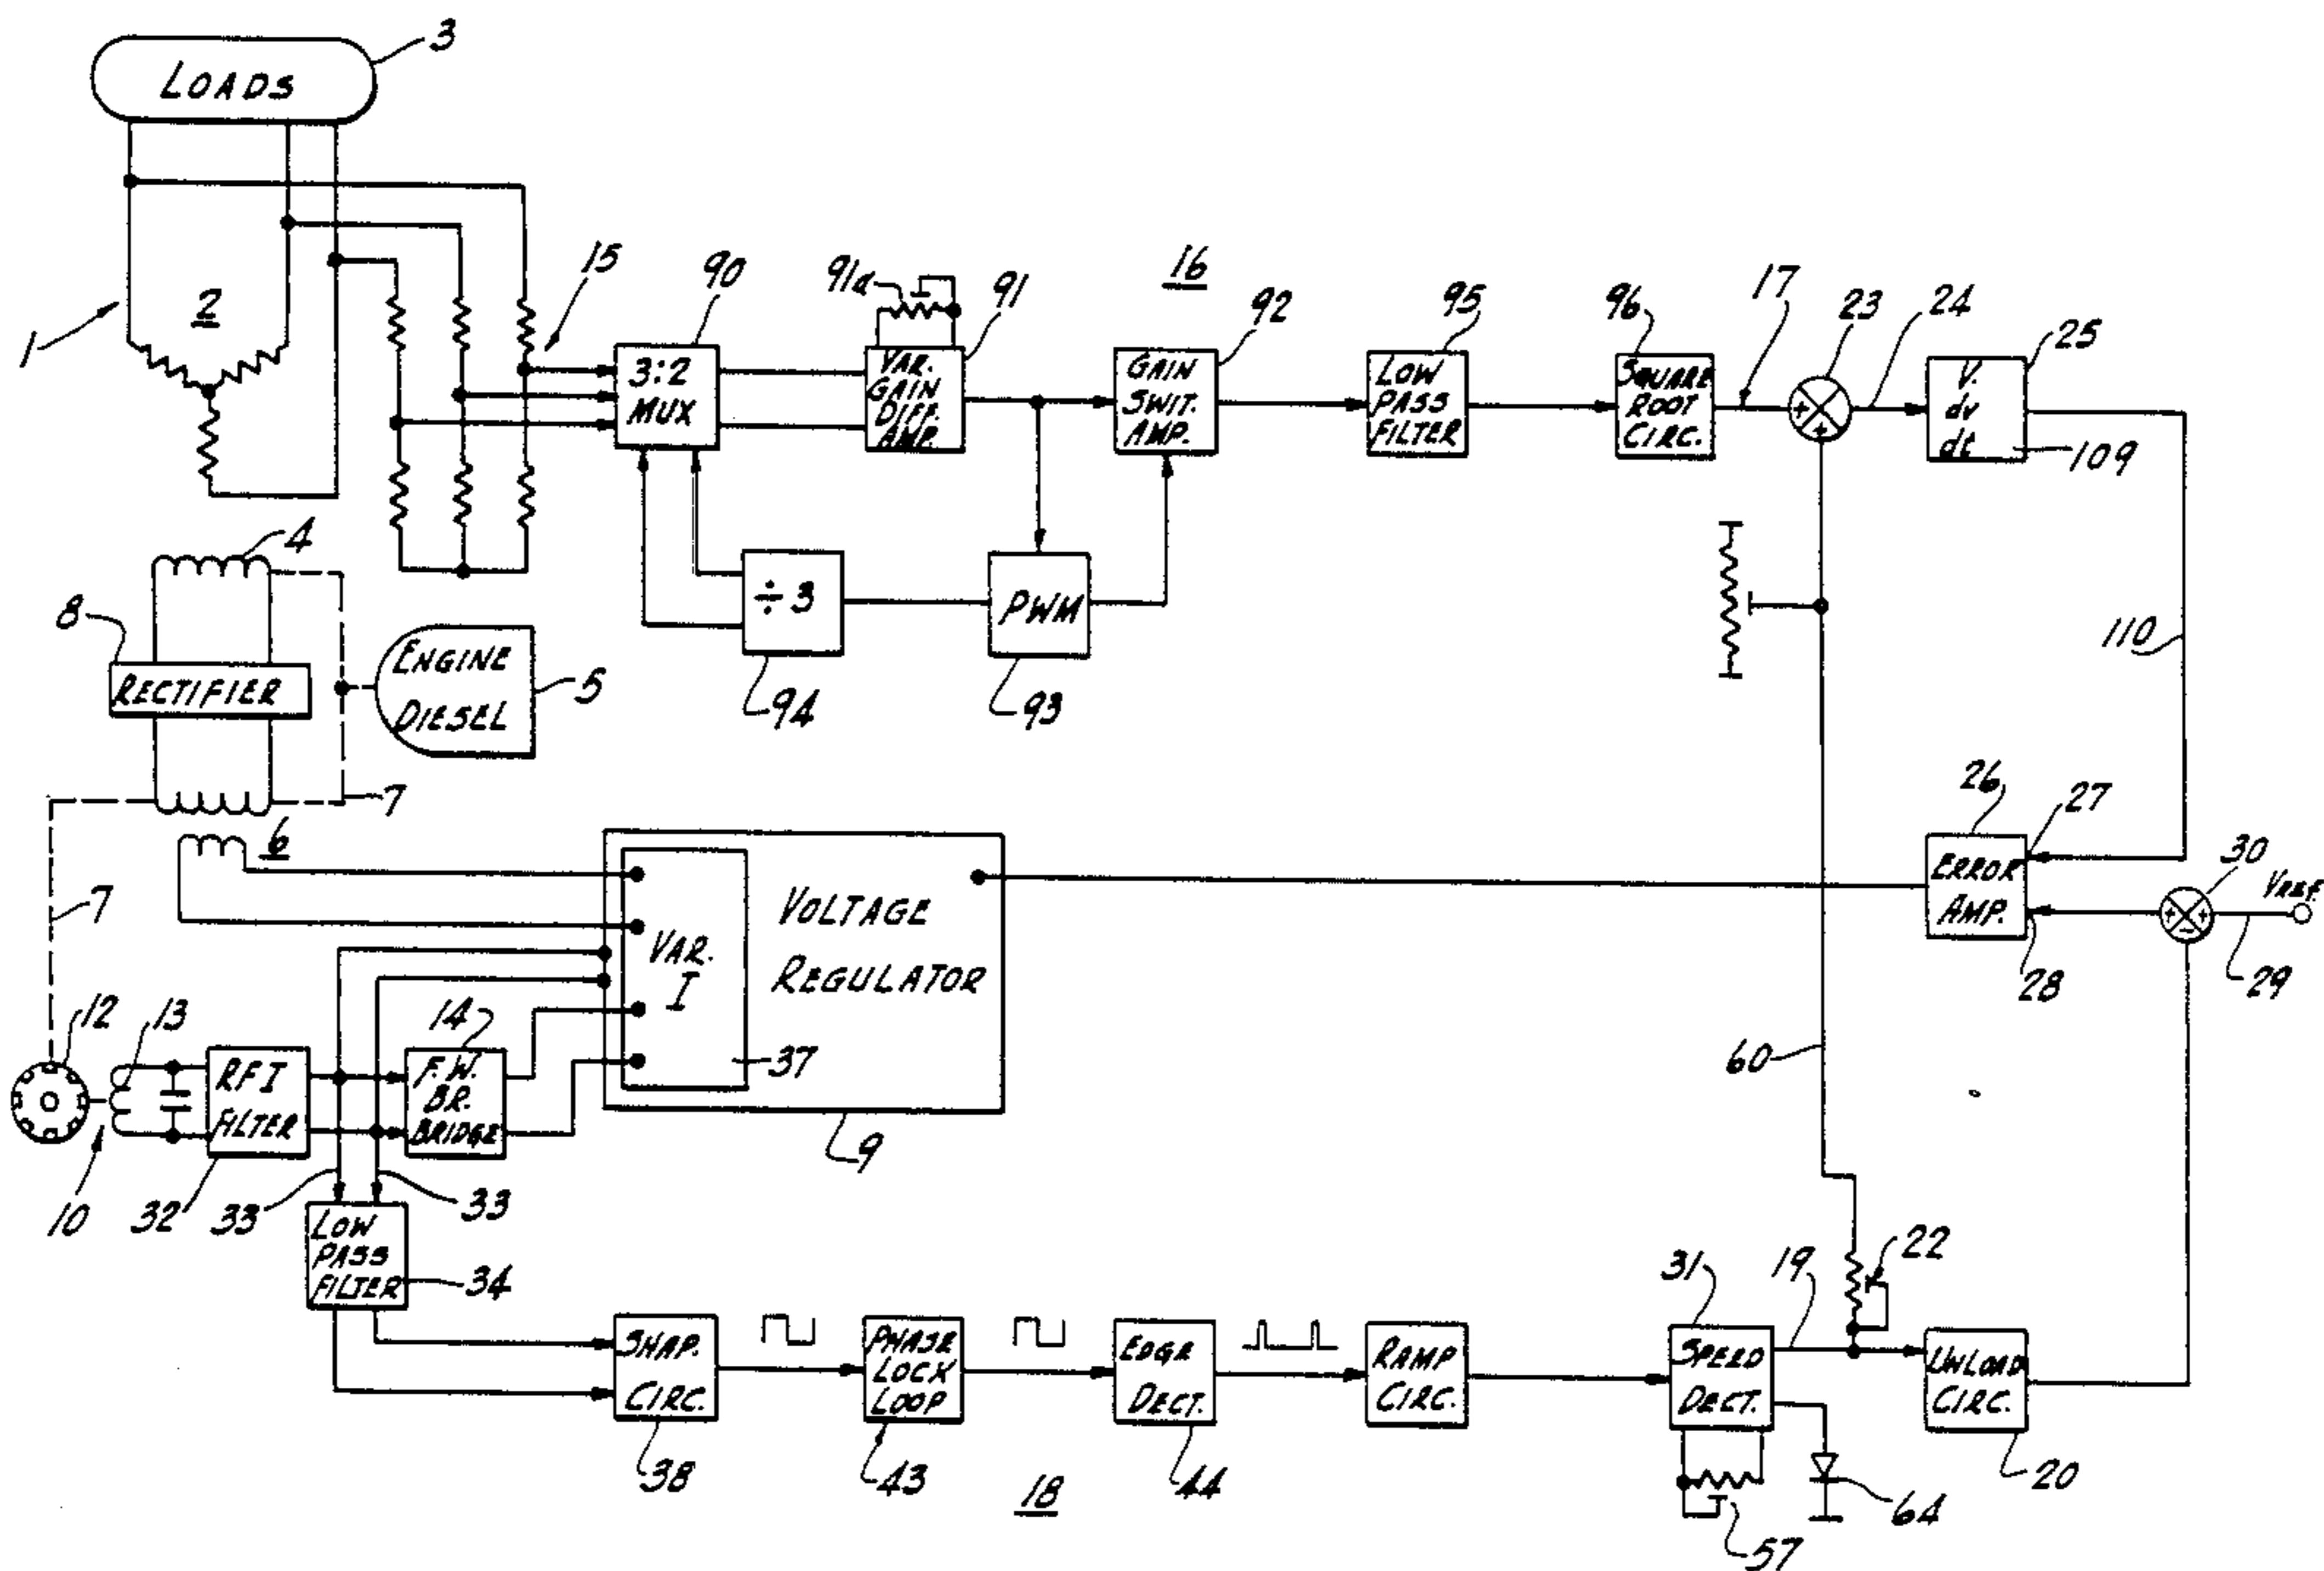 3
LOADS
1
2
15
90
3:2
MUX
91a
91
VAR.
GAIN
DIFF.
AMP.
16
92
GAIN
SWIT.
AMP.
95
LOW
PASS
FILTER
96
SQUARE
ROOT
CIRC.
17
23
+
+
24
25
V.
dv
dt
109
4
8
RECTIFIER
ENGINE
DIESEL
5
÷3
94
PWM
93
110
7
6
26
27
ERROR
AMP.
28
30
+ +
-
VREF.
29
7
VAR.
I
37
VOLTAGE
REGULATOR
9
60
12
13
10
RFI
FILTER
32
14
F.W.
BR.
BRIDGE
33
33
LOW
PASS
FILTER
34
SHAP.
CIRC.
38
PHASE
LOCK
LOOP
43
18
EDGE
DECT.
44
RAMP
CIRC.
31
SPEED
DECT.
19
22
UNLOAD
CIRC.
20
57
64